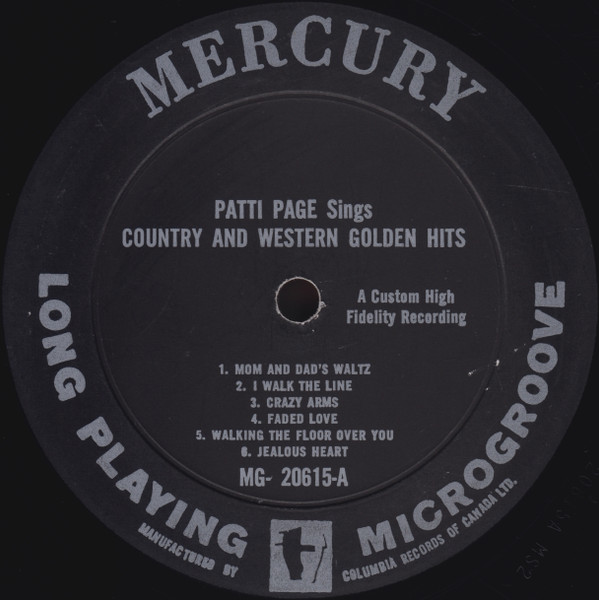 MERCURY
PATTI PAGE Sings
COUNTRY AND WESTERN GOLDEN HITS
A Custom High
Fidelity Recording
1. MOM AND DAD'S WALTZ
2. I WALK THE LINE
3. CRAZY ARMS
4. FADED LOVE
5. WALKING THE FLOOR OVER YOU
6. JEALOUS HEART
MG- 20615-A
LONG PLAYING MICROGROOVE
MANUFACTURED BY COLUMBIA RECORDS OF CANADA LTD.